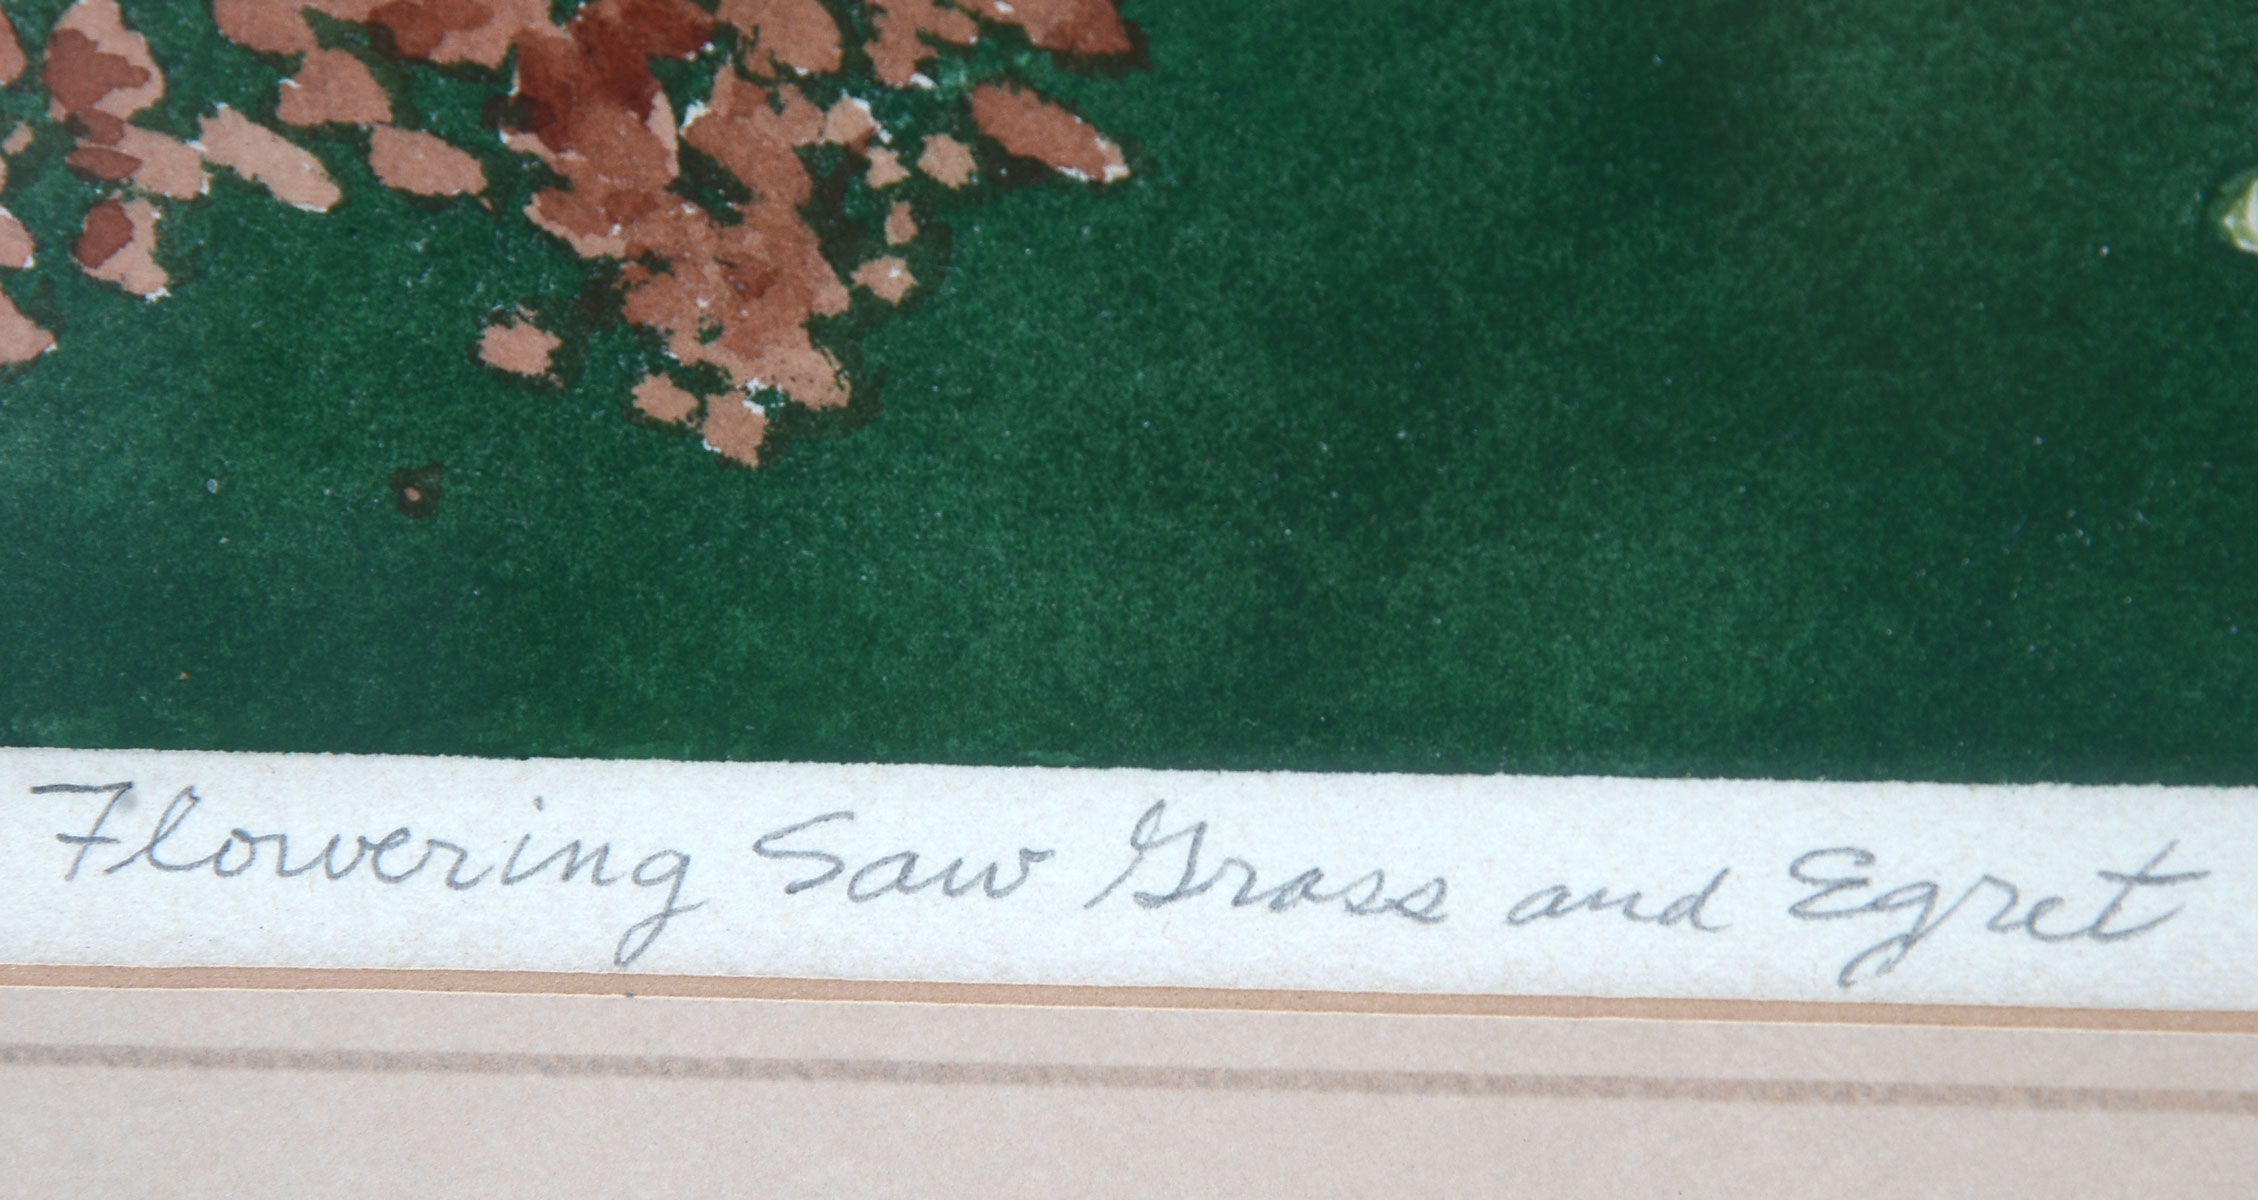 Flowering Saw Grass and Egret